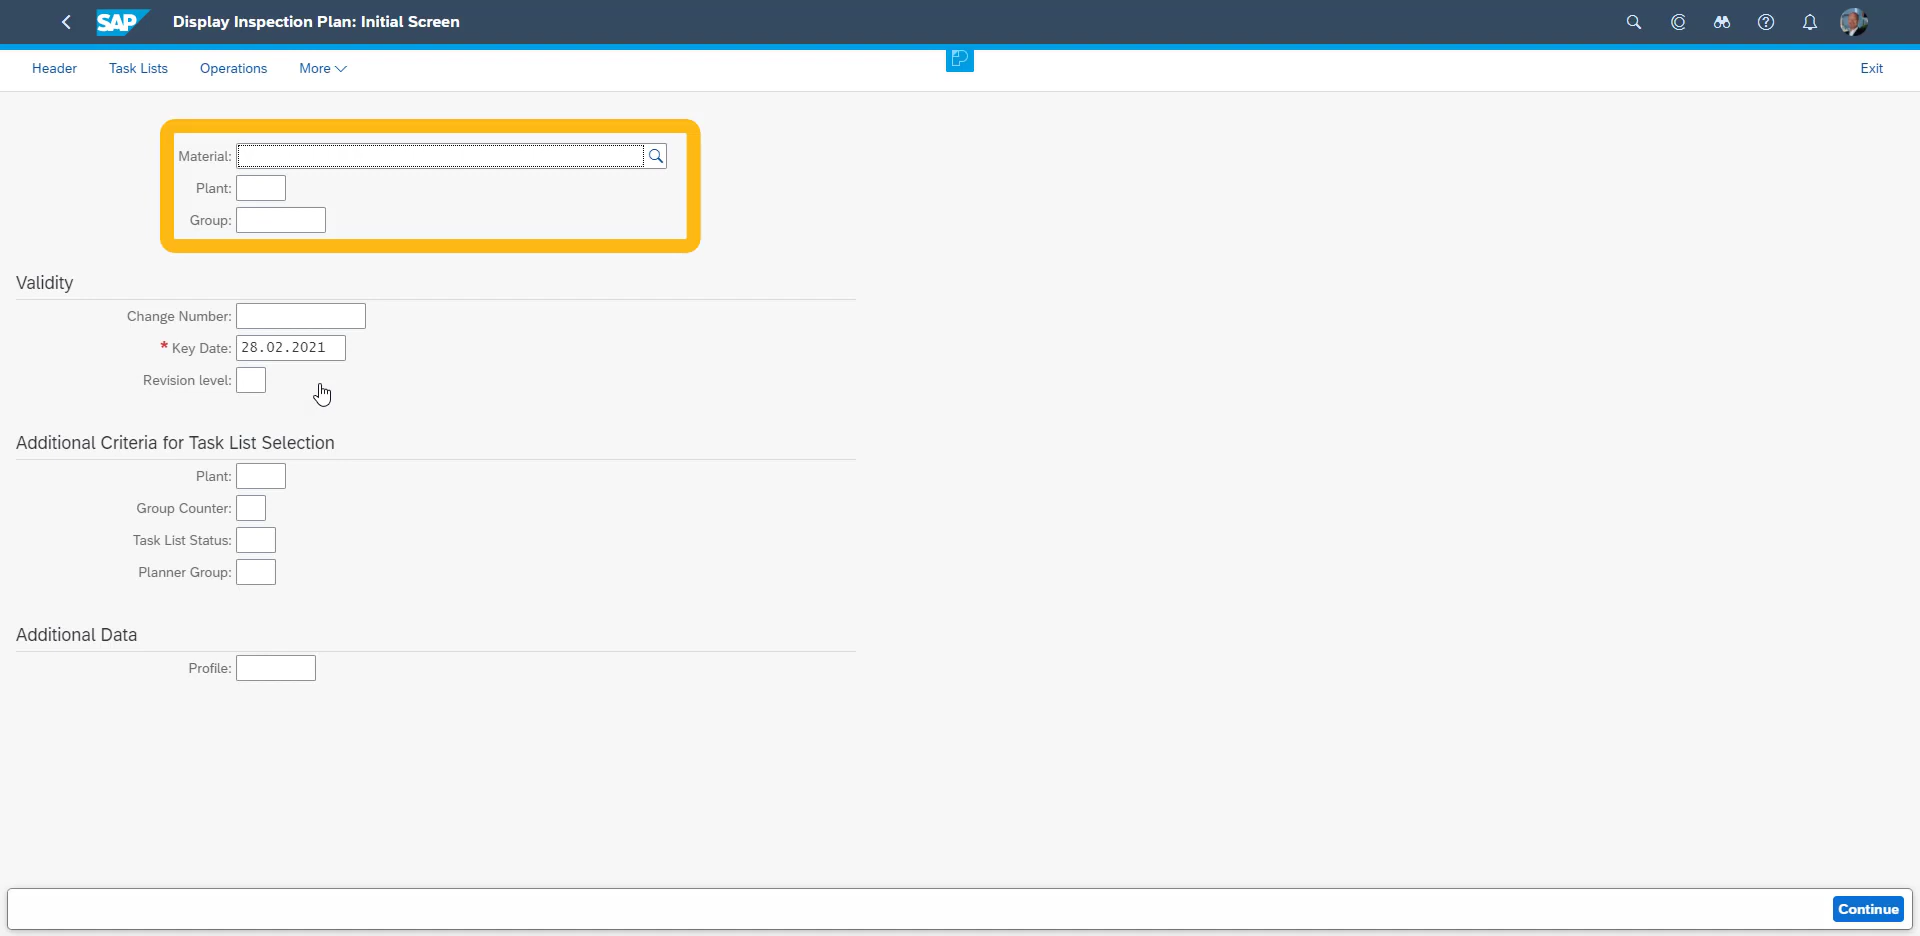 SAP Display Inspection Plan: Initial Screen
Header Task Lists Operations More Exit
Material:
Plant:
Group:
Validity
Change Number:
* Key Date: 28.02.2021
Revision level:
Additional Criteria for Task List Selection
Plant:
Group Counter:
Task List Status:
Planner Group:
Additional Data
Profile:
Continue